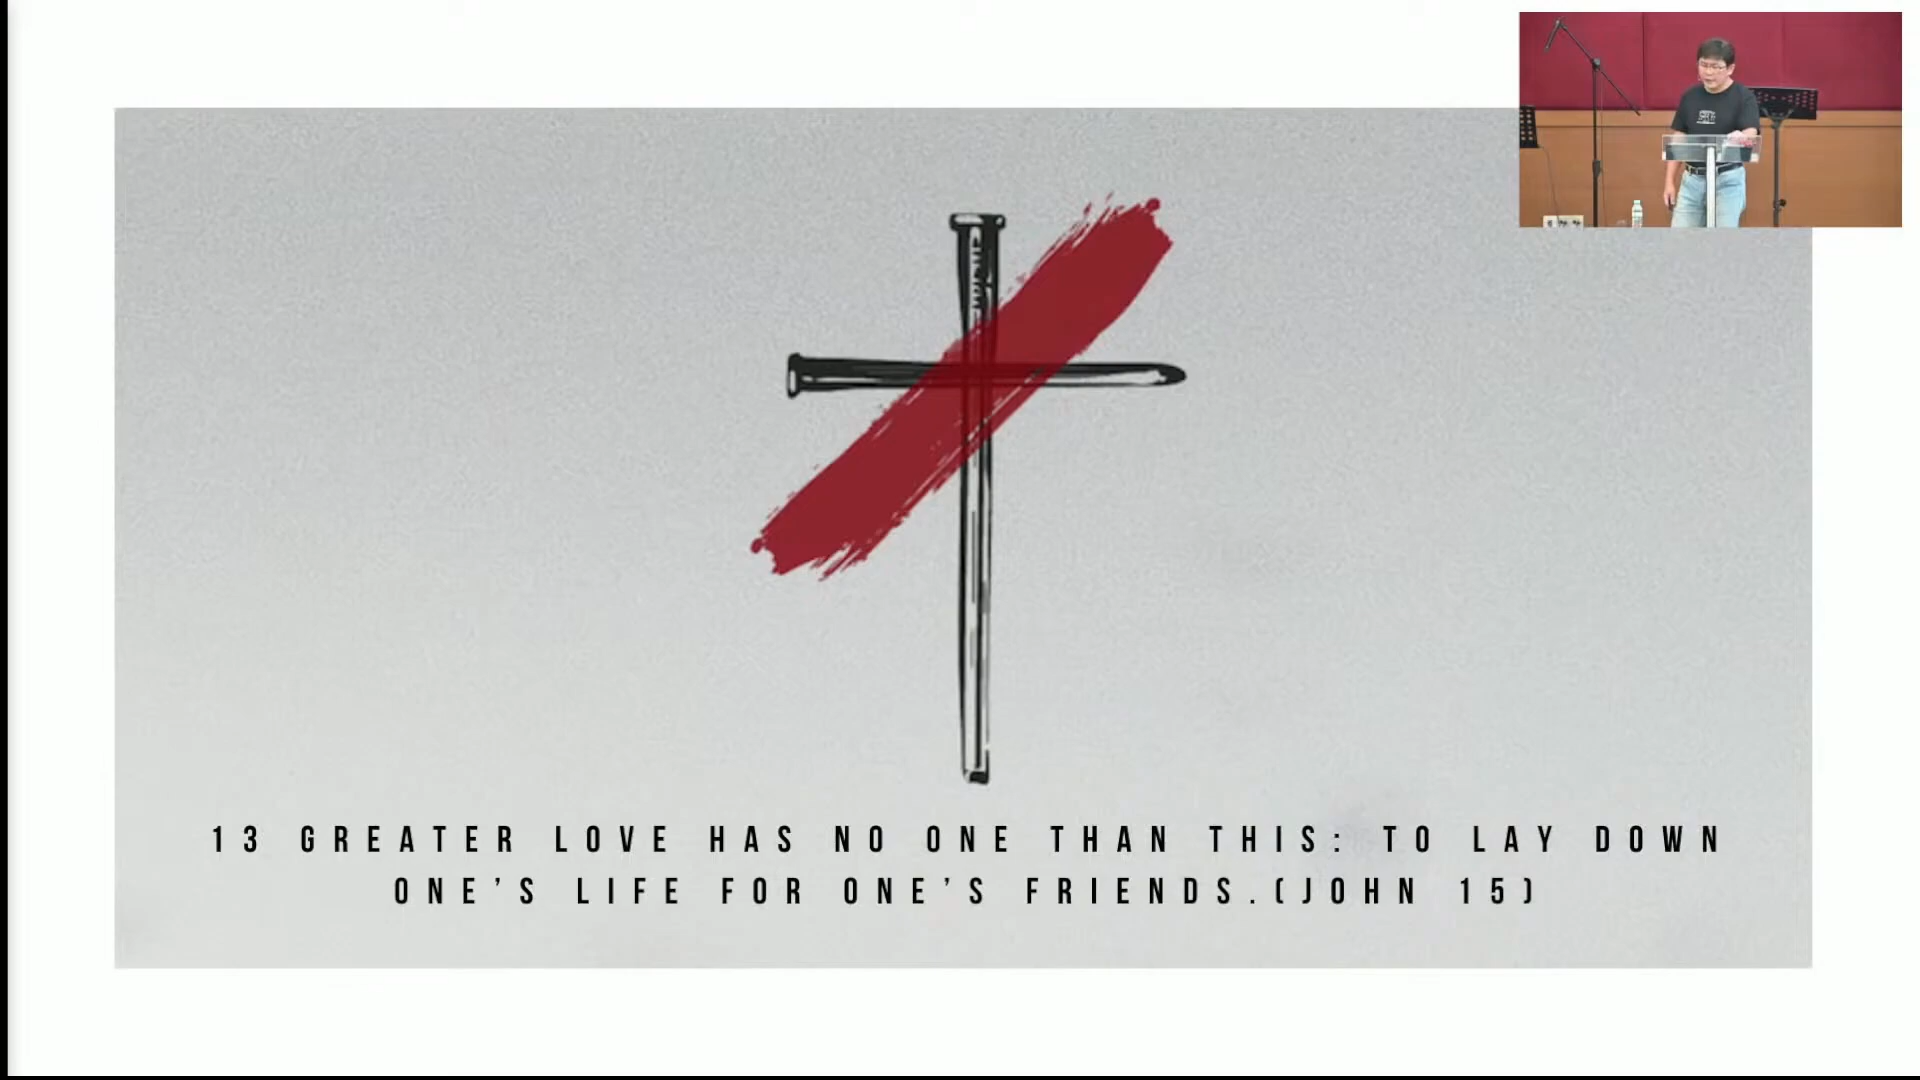 13 GREATER LOVE HAS NO ONE THAN THIS: TO LAY DOWN
ONE’S LIFE FOR ONE’S FRIENDS.(JOHN 15)